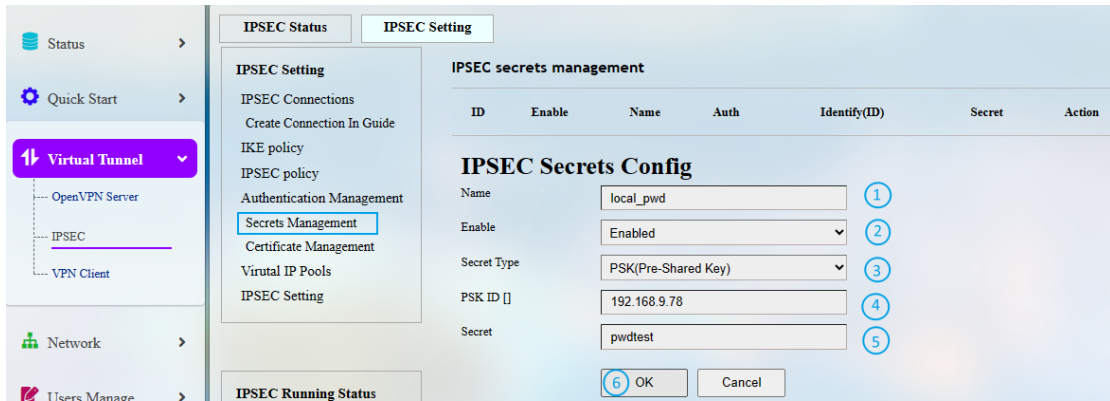 Status
Quick Start
Virtual Tunnel
OpenVPN Server
IPSEC
VPN Client
Network
Users Manage
IPSEC Status
IPSEC Setting
IPSEC Setting
IPSEC Connections
Create Connection In Guide
IKE policy
IPSEC policy
Authentication Management
Secrets Management
Certificate Management
Virutal IP Pools
IPSEC Setting
IPSEC Running Status
IPSEC secrets management
ID Enable Name Auth Identify(ID) Secret Action
IPSEC Secrets Config
Name local_pwd 1
Enable Enabled 2
Secret Type PSK(Pre-Shared Key) 3
PSK ID [] 192.168.9.78 4
Secret pwdtest 5
6 OK Cancel